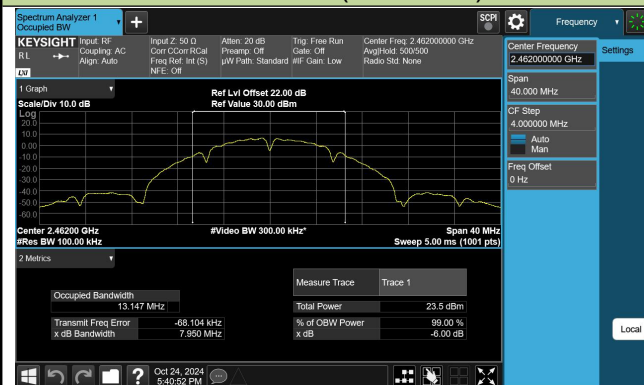 Spectrum Analyzer 1
Occupied BW
SCPI
Frequency
KEYSIGHT
Input: RF
R L
Coupling: AC
Align: Auto
LXI
Input Z: 50 Ω
Corr CCorr RCal
Freq Ref: Int (S)
NFE: Off
Atten: 20 dB
Preamp: Off
µW Path: Standard
Trig: Free Run
Gate: Off
#IF Gain: Low
Center Freq: 2.462000000 GHz
Avg|Hold: 500/500
Radio Std: None
Center Frequency
2.462000000 GHz
Settings
Span
40.000 MHz
CF Step
4.000000 MHz
Auto
Man
Freq Offset
0 Hz
Local
1 Graph
Scale/Div 10.0 dB
Ref Lvl Offset 22.00 dB
Ref Value 30.00 dBm
Log
20.0
10.0
0.00
-10.0
-20.0
-30.0
-40.0
-50.0
-60.0
Center 2.46200 GHz
#Video BW 300.00 kHz*
Span 40 MHz
#Res BW 100.00 kHz
Sweep 5.00 ms (1001 pts)
2 Metrics
Measure Trace
Trace 1
Occupied Bandwidth
13.147 MHz
Total Power
23.5 dBm
Transmit Freq Error
-68.104 kHz
% of OBW Power
99.00 %
x dB Bandwidth
7.950 MHz
x dB
-6.00 dB
Oct 24, 2024
5:40:52 PM